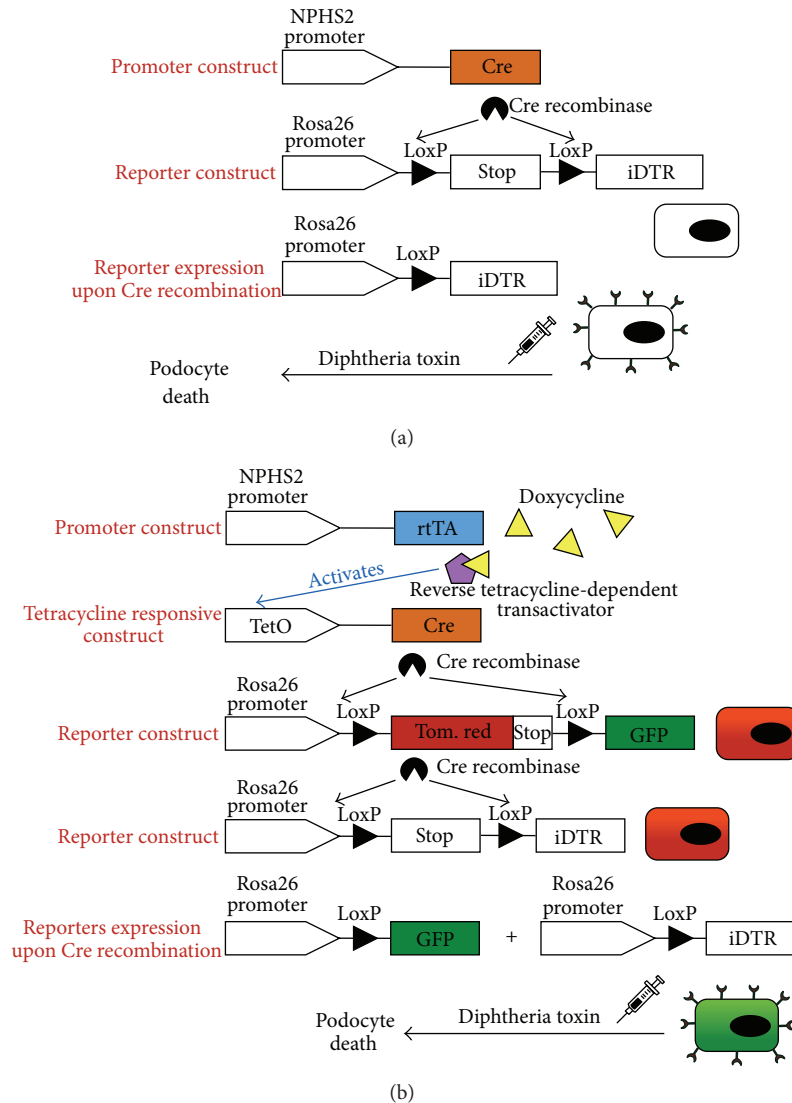 NPHS2
promoter
Promoter construct
Cre
Cre recombinase
Rosa26
promoter
LoxP
LoxP
Reporter construct
Stop
iDTR
Rosa26
promoter
LoxP
Reporter expression
upon Cre recombination
iDTR
Diphtheria toxin
Podocyte
death
(a)
NPHS2
promoter
Doxycycline
Promoter construct
rtTA
Activates
Reverse tetracycline-dependent
transactivator
Tetracycline responsive
construct
TetO
Cre
Cre recombinase
Rosa26
promoter
LoxP
LoxP
Reporter construct
Tom. red
Stop
GFP
Cre recombinase
Rosa26
promoter
LoxP
LoxP
Reporter construct
Stop
iDTR
Rosa26
promoter
LoxP
Rosa26
promoter
LoxP
Reporters expression
upon Cre recombination
GFP
+
iDTR
Diphtheria toxin
Podocyte
death
(b)